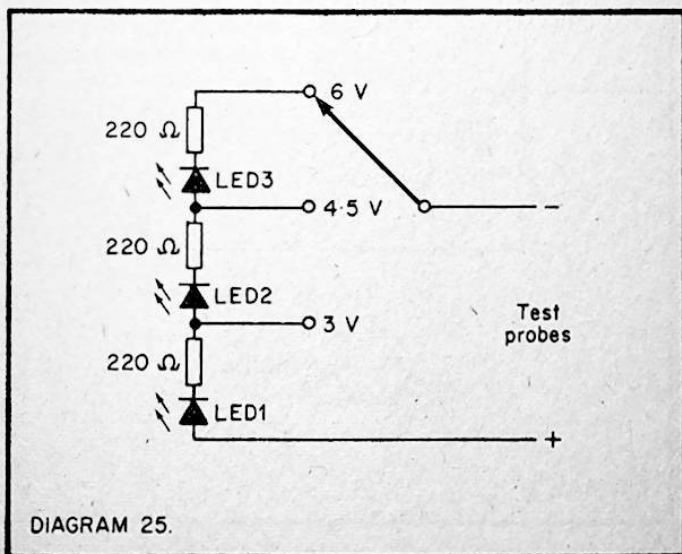 6 V
220 Ω
LED3
4·5 V
−
220 Ω
LED2
Test
probes
3 V
220 Ω
LED1
+
DIAGRAM 25.